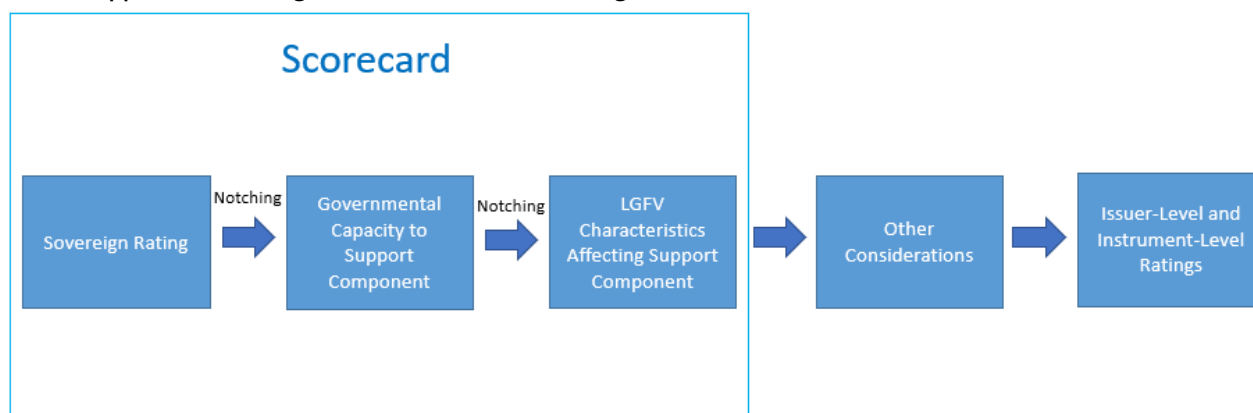 Scorecard
Notching
Notching
Sovereign Rating
Governmental
Capacity to
Support
Component
LGFV
Characteristics
Affecting Support
Component
Other
Considerations
Issuer-Level and
Instrument-Level
Ratings